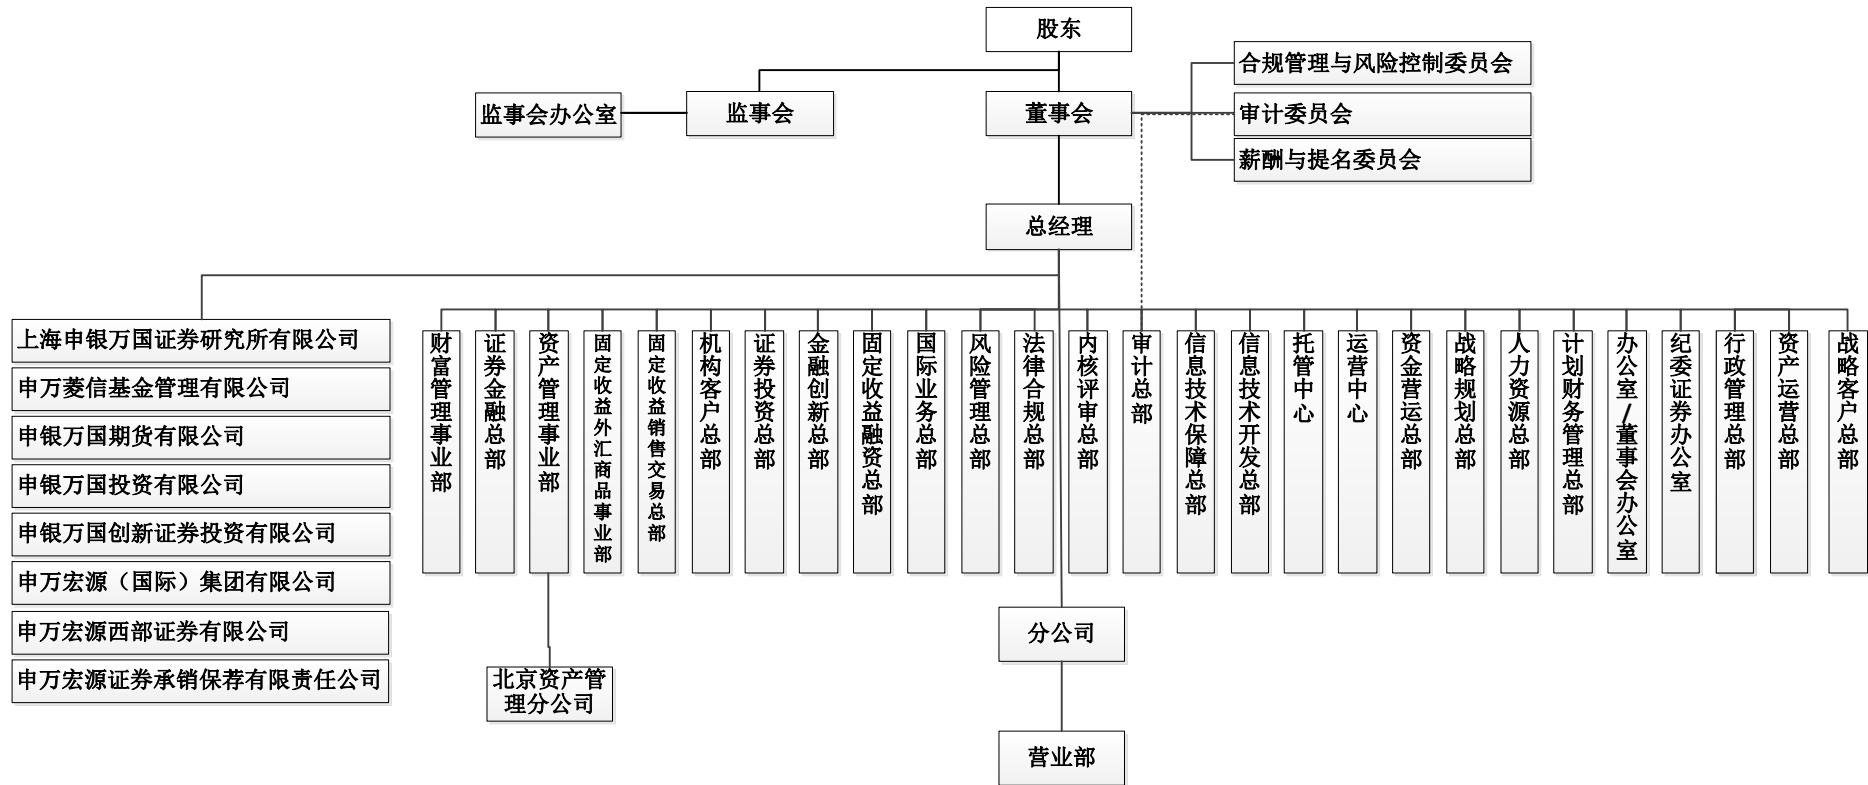 股东
合规管理与风险控制委员会
监事会办公室
监事会
董事会
审计委员会
薪酬与提名委员会
总经理
上海申银万国证券研究所有限公司
申万菱信基金管理有限公司
申银万国期货有限公司
申银万国投资有限公司
申银万国创新证券投资有限公司
申万宏源（国际）集团有限公司
申万宏源西部证券有限公司
申万宏源证券承销保荐有限责任公司
财富管理事业部
证券金融总部
资产管理事业部
固定收益外汇商品事业部
固定收益销售交易总部
机构客户总部
证券投资总部
金融创新总部
固定收益融资总部
国际业务总部
风险管理总部
法律合规总部
内核评审总部
审计总部
信息技术保障总部
信息技术开发总部
托管中心
运营中心
资金营运总部
战略规划总部
人力资源总部
计划财务管理总部
办公室/董事会办公室
纪委证券办公室
行政管理总部
资产运营总部
战略客户总部
北京资产管
理分公司
分公司
营业部